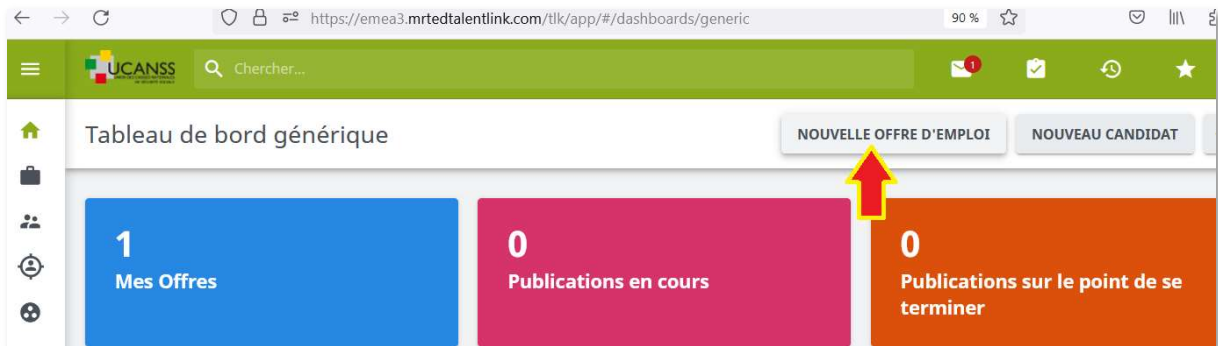 https://emea3.mrtedtalentlink.com/tlk/app/#/dashboards/generic
90 %
UCANSS
Chercher...
1
Tableau de bord générique
NOUVELLE OFFRE D'EMPLOI
NOUVEAU CANDIDAT
1
Mes Offres
0
Publications en cours
0
Publications sur le point de se
terminer